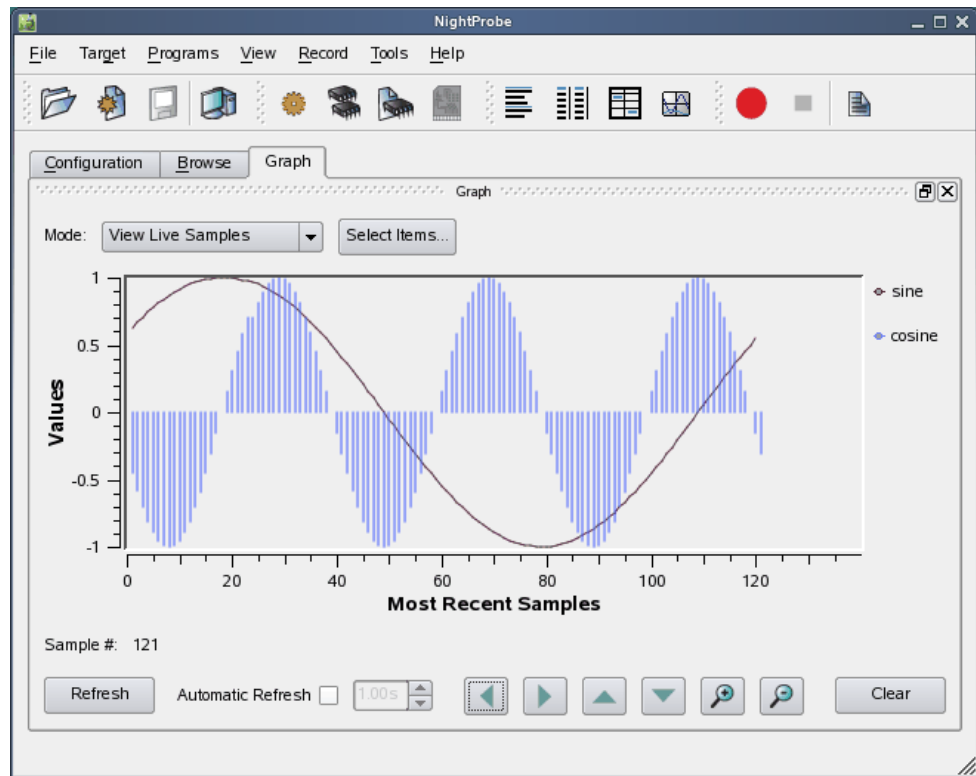 NightProbe
File Target Programs View Record Tools Help
Configuration Browse Graph
Graph
Mode: View Live Samples Select Items...
1
0.5
0
-0.5
-1
Values
sine
cosine
0 20 40 60 80 100 120
Most Recent Samples
Sample #: 121
Refresh Automatic Refresh 1.00s Clear